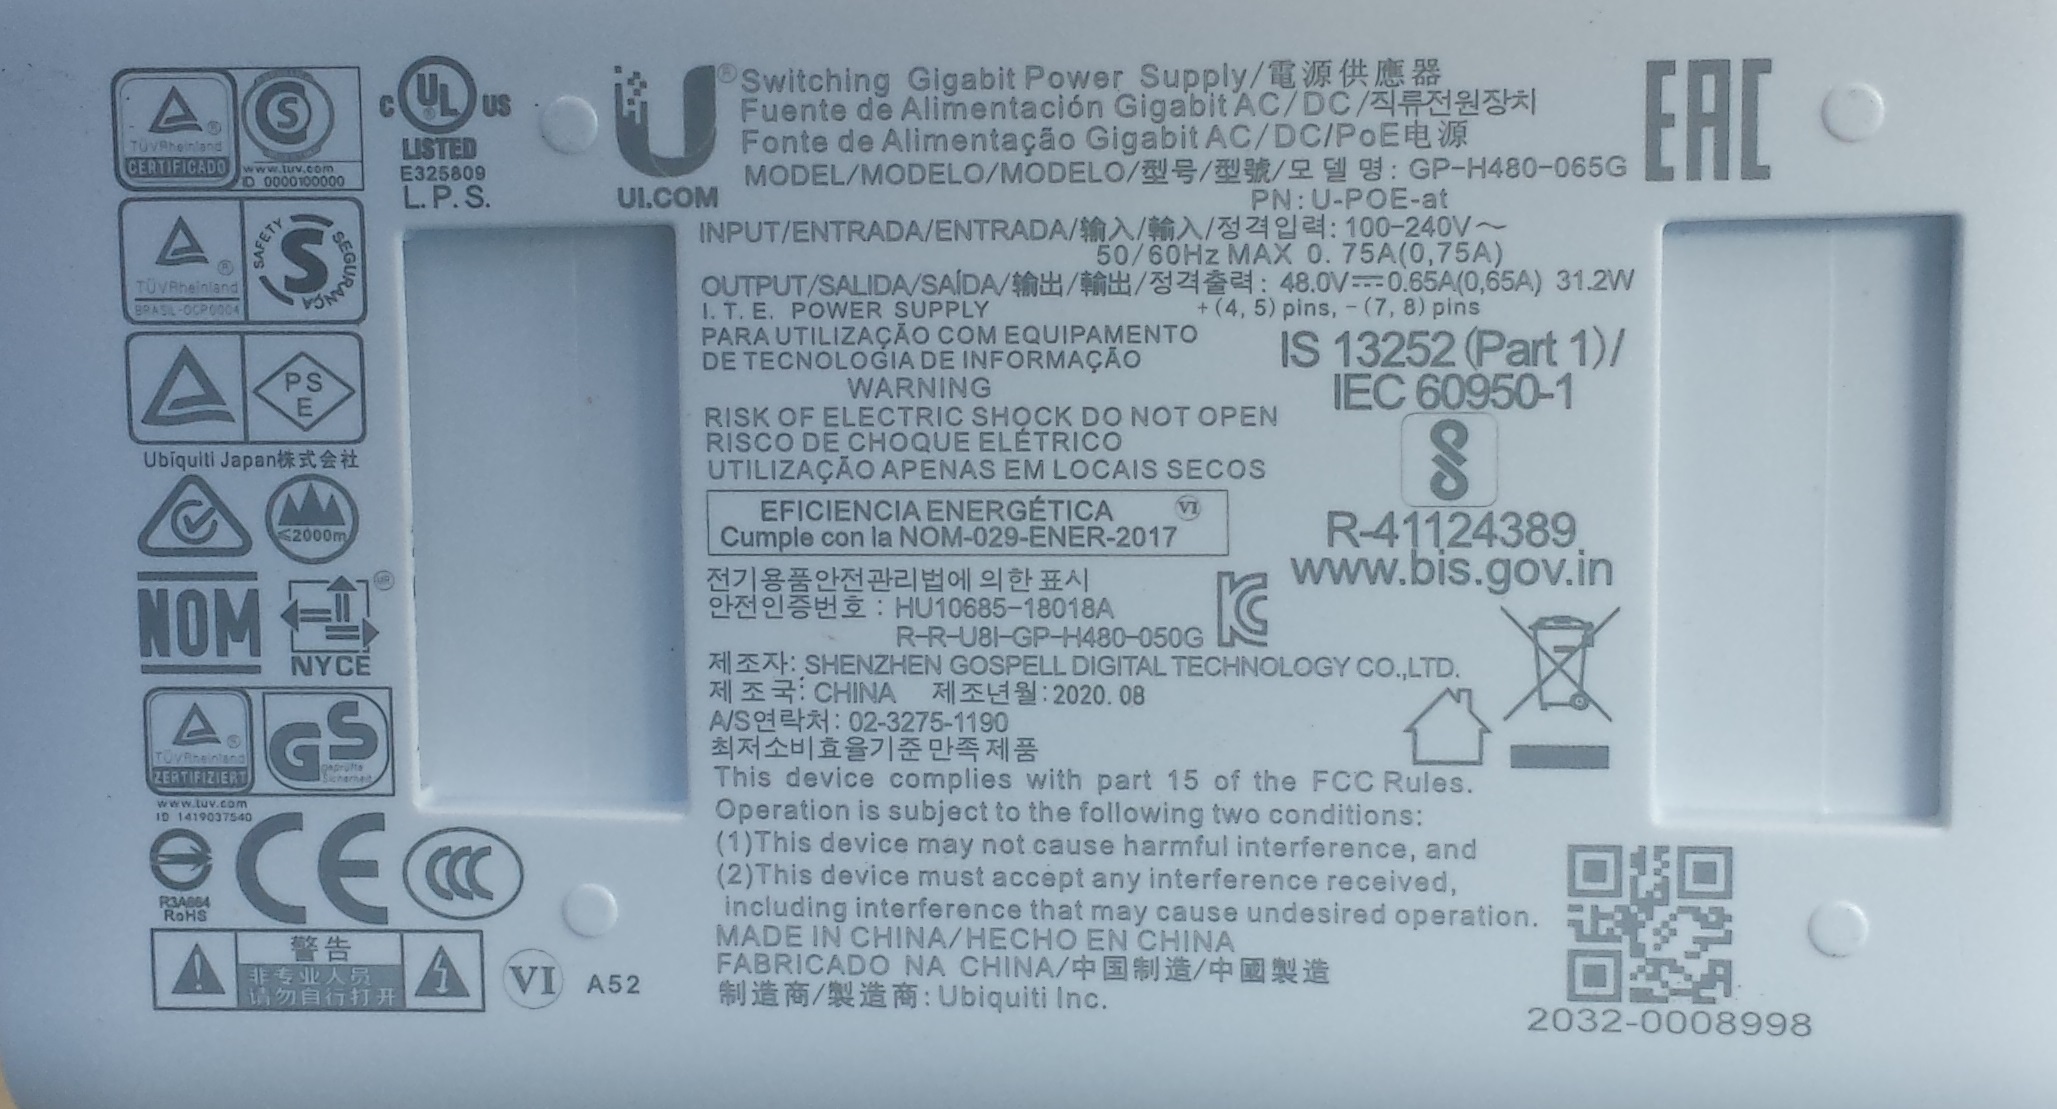 TÜVRheinland
CERTIFICADO
www.tuv.com
ID 0000100000
TÜVRheinland
BRASIL-OCP0004
SAFETY
SEGURANÇA
S
PS
E
Ubiquiti Japan株式会社
≤2000m
NOM
NYCE
TÜVRheinland
ZERTIFIZIERT
GS
geprüfte
Sicherheit
www.tuv.com
ID 1419037540
R3A664
RoHS
CE
CCC
警告
非专业人员
请勿自行打开
VI
A52
C UL US
LISTED
E325809
L.P.S.
UI.COM
Switching Gigabit Power Supply/電源供應器
Fuente de Alimentación Gigabit AC/DC/직류전원장치
Fonte de Alimentação Gigabit AC/DC/PoE电源
MODEL/MODELO/MODELO/型号/型號/모델명: GP-H480-065G
PN: U-POE-at
INPUT/ENTRADA/ENTRADA/输入/輸入/정격입력: 100-240V~
50/60Hz MAX 0.75A(0,75A)
OUTPUT/SALIDA/SAÍDA/输出/輸出/정격출력: 48.0V⎓0.65A(0,65A) 31.2W
I.T.E. POWER SUPPLY +(4, 5) pins, -(7, 8) pins
PARA UTILIZAÇÃO COM EQUIPAMENTO
DE TECNOLOGIA DE INFORMAÇÃO
WARNING
RISK OF ELECTRIC SHOCK DO NOT OPEN
RISCO DE CHOQUE ELÉTRICO
UTILIZAÇÃO APENAS EM LOCAIS SECOS
EFICIENCIA ENERGÉTICA VI
Cumple con la NOM-029-ENER-2017
IS 13252 (Part 1)/
IEC 60950-1
R-41124389
www.bis.gov.in
전기용품안전관리법에 의한 표시
안전인증번호: HU10685-18018A
R-R-U8I-GP-H480-050G
제조자: SHENZHEN GOSPELL DIGITAL TECHNOLOGY CO.,LTD.
제조국: CHINA 제조년월: 2020.08
A/S연락처: 02-3275-1190
최저소비효율기준만족제품
This device complies with part 15 of the FCC Rules.
Operation is subject to the following two conditions:
(1)This device may not cause harmful interference, and
(2)This device must accept any interference received,
including interference that may cause undesired operation.
MADE IN CHINA/HECHO EN CHINA
FABRICADO NA CHINA/中国制造/中國製造
制造商/製造商: Ubiquiti Inc.
EAC
2032-0008998